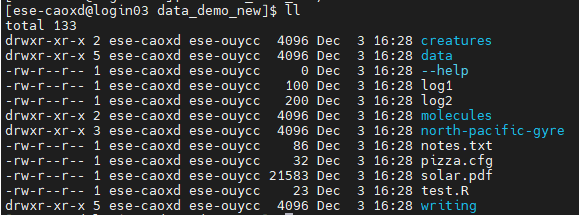 [ese-caoxd@login03 data_demo_new]$ ll
total 133
drwxr-xr-x 2 ese-caoxd ese-ouycc  4096 Dec  3 16:28 creatures
drwxr-xr-x 5 ese-caoxd ese-ouycc  4096 Dec  3 16:28 data
-rw-r--r-- 1 ese-caoxd ese-ouycc     0 Dec  3 16:28 --help
-rw-r--r-- 1 ese-caoxd ese-ouycc   100 Dec  3 16:28 log1
-rw-r--r-- 1 ese-caoxd ese-ouycc   200 Dec  3 16:28 log2
drwxr-xr-x 2 ese-caoxd ese-ouycc  4096 Dec  3 16:28 molecules
drwxr-xr-x 3 ese-caoxd ese-ouycc  4096 Dec  3 16:28 north-pacific-gyre
-rw-r--r-- 1 ese-caoxd ese-ouycc    86 Dec  3 16:28 notes.txt
-rw-r--r-- 1 ese-caoxd ese-ouycc    32 Dec  3 16:28 pizza.cfg
-rw-r--r-- 1 ese-caoxd ese-ouycc 21583 Dec  3 16:28 solar.pdf
-rw-r--r-- 1 ese-caoxd ese-ouycc    23 Dec  3 16:28 test.R
drwxr-xr-x 5 ese-caoxd ese-ouycc  4096 Dec  3 16:28 writing